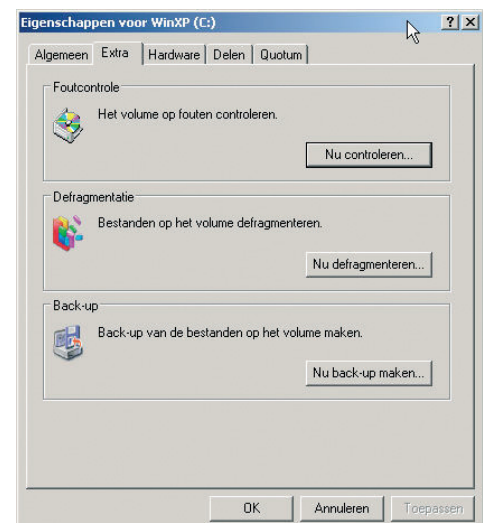 Eigenschappen voor WinXP (C:)
Algemeen Extra Hardware Delen Quotum
Foutcontrole
Het volume op fouten controleren.
Nu controleren...
Defragmentatie
Bestanden op het volume defragmenteren.
Nu defragmenteren...
Back-up
Back-up van de bestanden op het volume maken.
Nu back-up maken...
OK Annuleren Toepassen